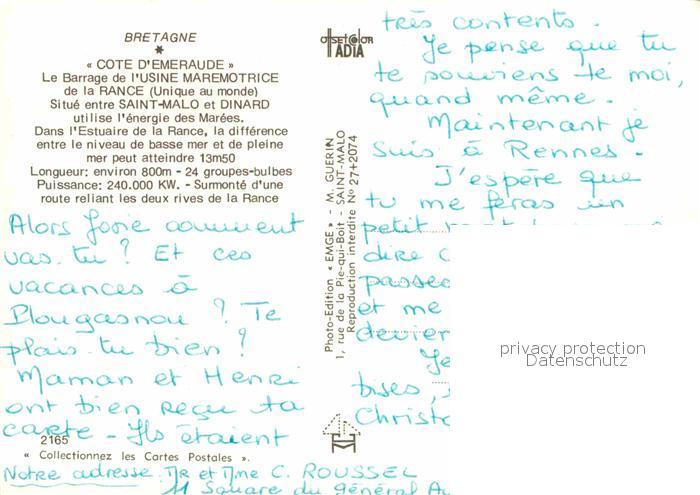 BRETAGNE
*
« COTE D'EMERAUDE »
Le Barrage de l'USINE MAREMOTRICE
de la RANCE (Unique au monde)
Situé entre SAINT-MALO et DINARD
utilise l'énergie des Marées.
Dans l'Estuaire de la Rance, la différence
entre le niveau de basse mer et de pleine
mer peut atteindre 13m50
Longueur: environ 800m - 24 groupes-bulbes
Puissance: 240.000 KW. - Surmonté d'une
route reliant les deux rives de la Rance
Alors Josie comment
vas-tu ? Et ces
vacances à
Plougasnou ? Te
plais-tu bien ?
Maman et Henri
ont bien reçu ta
carte - Ils étaient
2165
« Collectionnez les Cartes Postales ».
Notre adresse Mr et Mme C. ROUSSEL
11 Square du général
offset color
IADIA
Photo-Edition « EMGE » - M. GUERIN
1, rue de la Pie-qui-Boit - SAINT-MALO
Reproduction interdite No 27+2074
très contents.
Je pense que tu
te souviens de moi,
quand même.
Maintenant je
suis à Rennes.
J'espère que
tu me feras un
petit
dire
et me
Je
bises,
privacy protection
Datenschutz